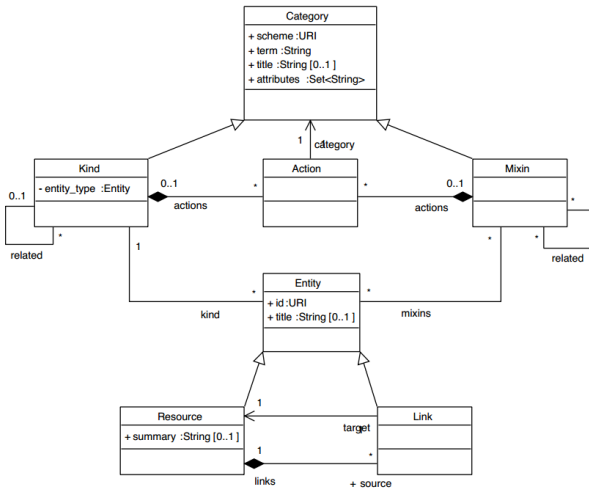 Category
+ scheme :URI
+ term :String
+ title :String [0..1 ]
+ attributes :Set<String>
1 1
category
Kind
- entity_type :Entity
Action
Mixin
0..1
0..1
*
*
0..1
*
actions
actions
*
*
related
related
1
*
*
*
Entity
+ id :URI
+ title :String [0..1 ]
kind
mixins
Resource
+ summary :String [0..1 ]
Link
1
target
1
*
links
+ source